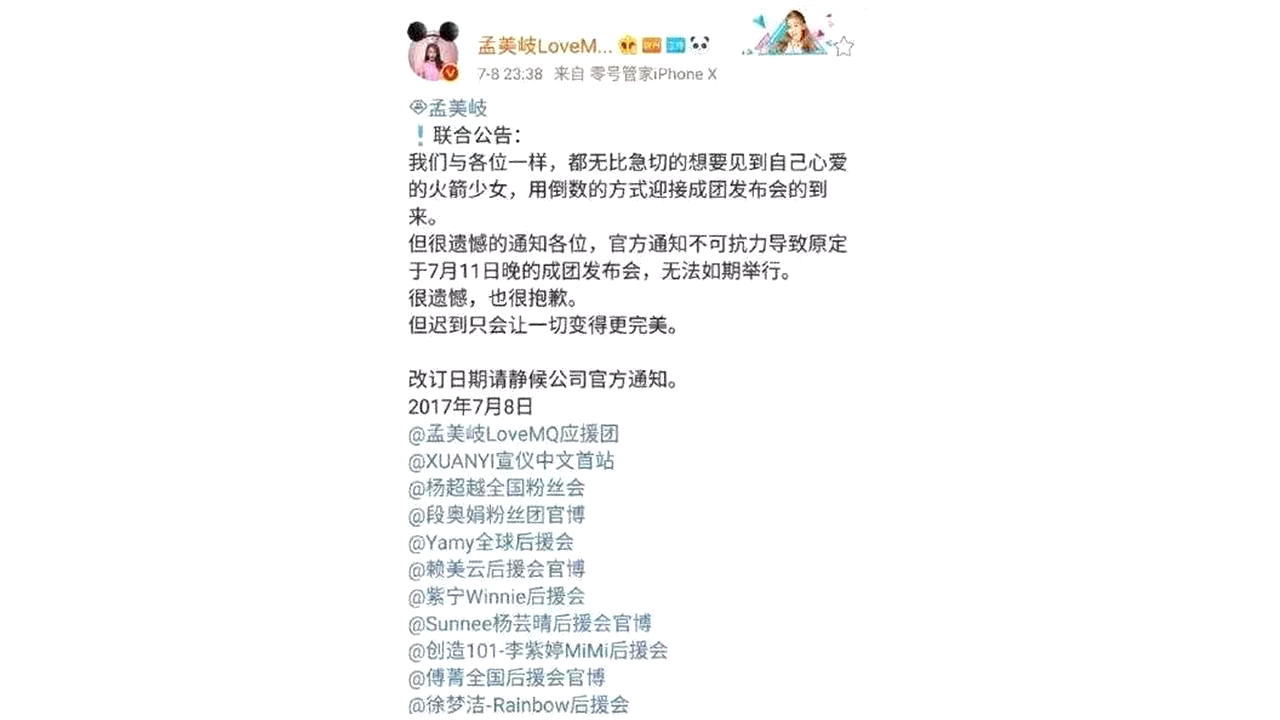 孟美岐LoveM...
7-8 23:38 来自 零号管家iPhone X
孟美岐
❗联合公告：
我们与各位一样，都无比急切的想要见到自己心爱
的火箭少女，用倒数的方式迎接成团发布会的到
来。
但很遗憾的通知各位，官方通知不可抗力导致原定
于7月11日晚的成团发布会，无法如期举行。
很遗憾，也很抱歉。
但迟到只会让一切变得更完美。
改订日期请静候公司官方通知。
2017年7月8日
@孟美岐LoveMQ应援团
@XUANYI宣仪中文首站
@杨超越全国粉丝会
@段奥娟粉丝团官博
@Yamy全球后援会
@赖美云后援会官博
@紫宁Winnie后援会
@Sunnee杨芸晴后援会官博
@创造101-李紫婷MiMi后援会
@傅菁全国后援会官博
@徐梦洁-Rainbow后援会